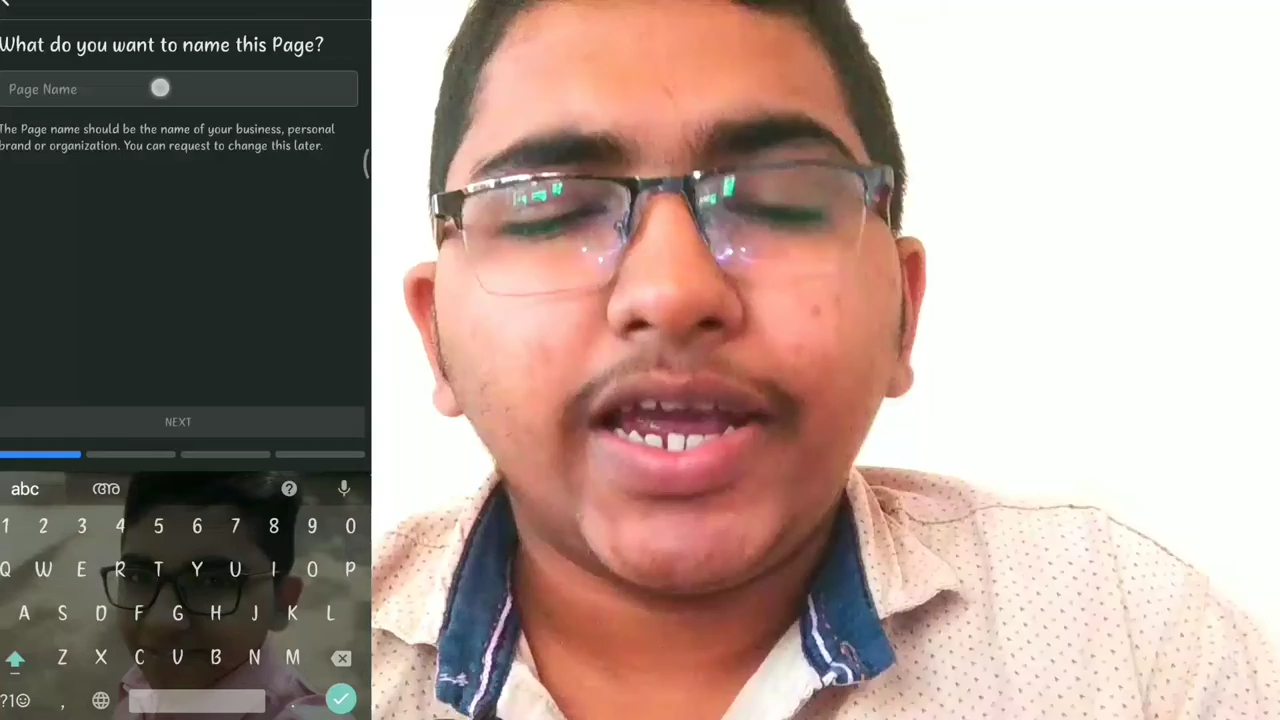 What do you want to name this Page?
Page Name
The Page name should be the name of your business, personal
brand or organization. You can request to change this later.
NEXT
abc അ
1 2 3 4 5 6 7 8 9 0
Q W E R T Y U I O P
A S D F G H J K L
Z X C V B N M
?1☺ , .